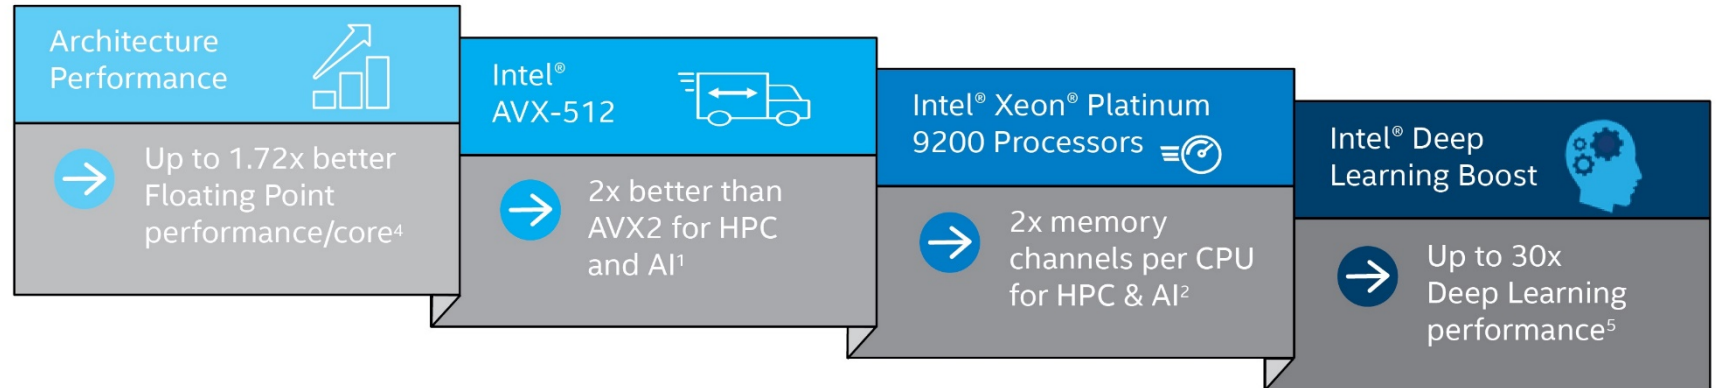 Architecture
Performance
Up to 1.72x better
Floating Point
performance/core⁴
Intel®
AVX-512
2x better than
AVX2 for HPC
and AI¹
Intel® Xeon® Platinum
9200 Processors
2x memory
channels per CPU
for HPC & AI²
Intel® Deep
Learning Boost
Up to 30x
Deep Learning
performance⁵